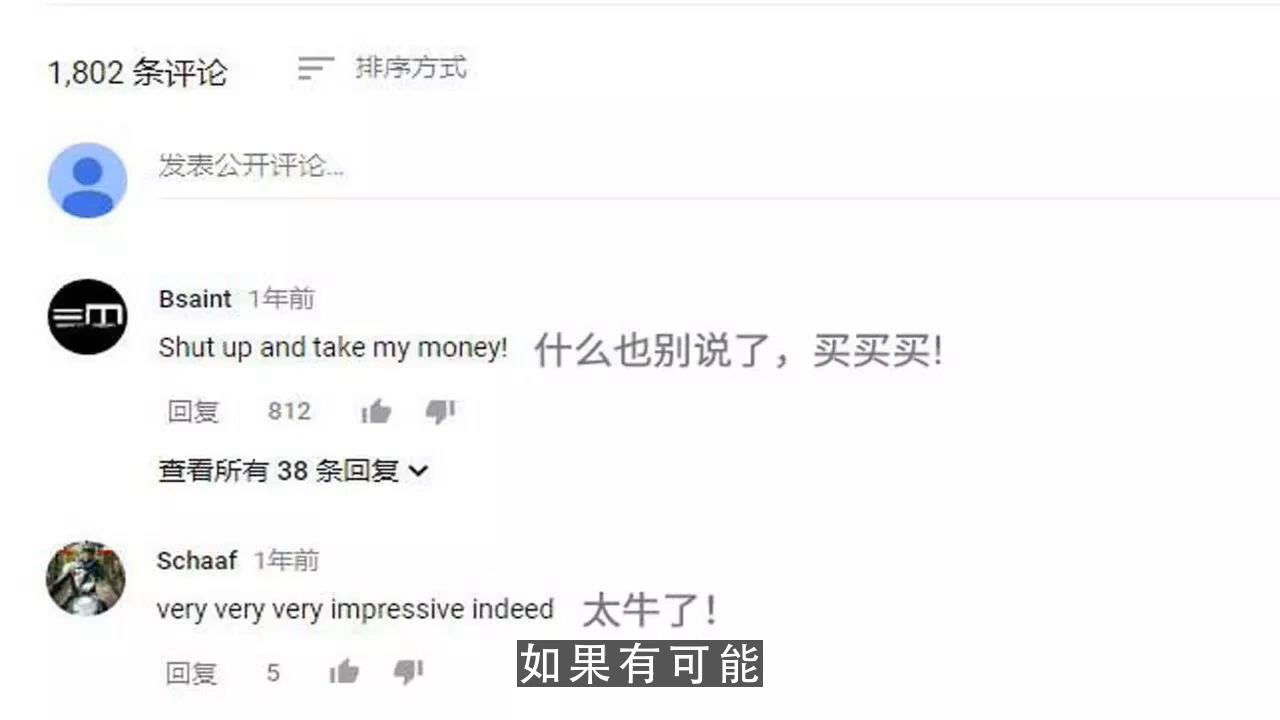 1,802 条评论 排序方式
发表公开评论...
Bsaint 1年前
Shut up and take my money! 什么也别说了，买买买!
回复 812
查看所有 38 条回复
Schaaf 1年前
very very very impressive indeed 太牛了!
如果有可能
回复 5